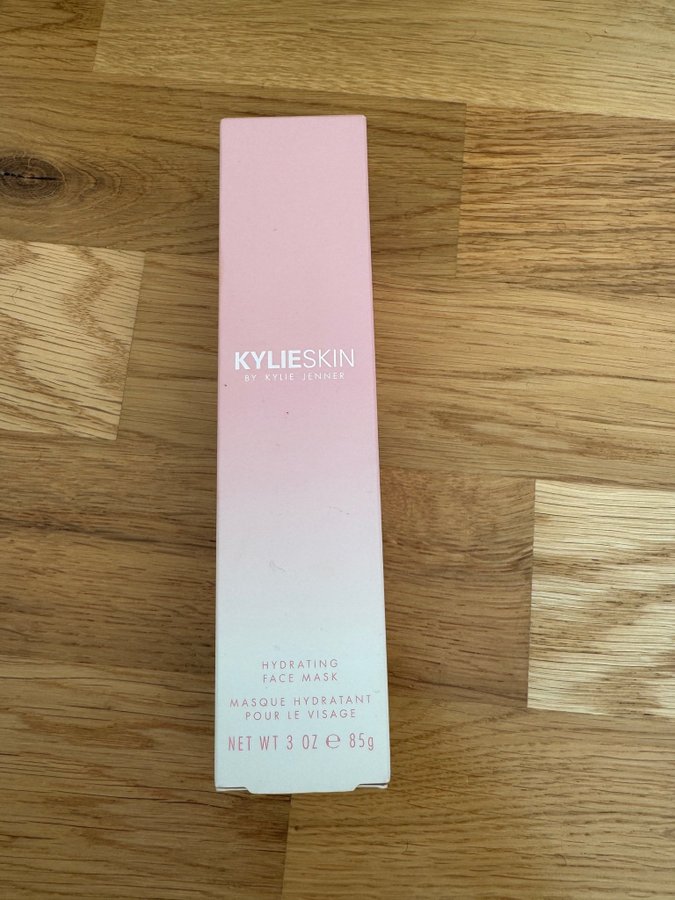 KYLIESKIN
BY KYLIE JENNER
HYDRATING
FACE MASK
MASQUE HYDRATANT
POUR LE VISAGE
NET WT 3 OZ ℮ 85g